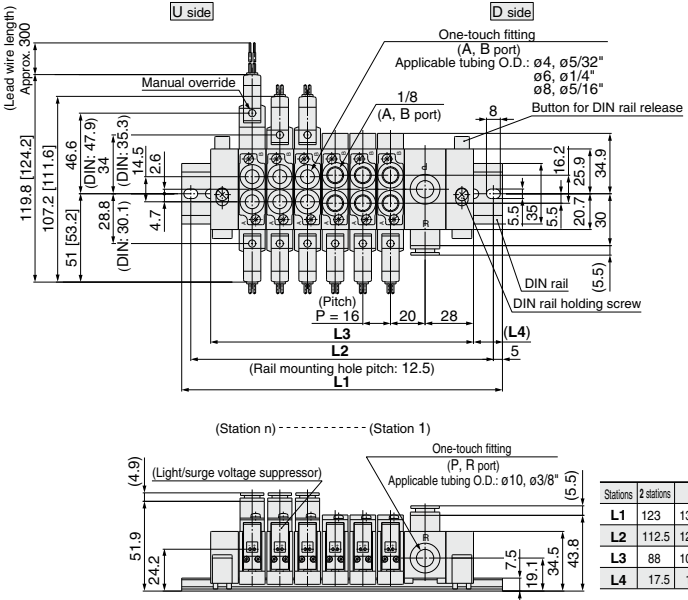 U side
D side
(Lead wire length)
Approx. 300
Manual override
One-touch fitting
(A, B port)
Applicable tubing O.D.: ø4, ø5/32"
ø6, ø1/4"
ø8, ø5/16"
1/8
(A, B port)
8
Button for DIN rail release
119.8 [124.2]
107.2 [111.6]
51 [53.2]
46.6
(DIN: 47.9)
34
(DIN: 35.3)
14.5
2.6
28.8
(DIN: 30.1)
4.7
P
R
16.2
25.9
34.9
5.5
35
5.5
20.7
30
(5.5)
DIN rail
DIN rail holding screw
(Pitch)
P = 16
20
28
L3
(L4)
L2
5
(Rail mounting hole pitch: 12.5)
L1
(Station n)
(Station 1)
One-touch fitting
(P, R port)
Applicable tubing O.D.: ø10, ø3/8"
(Light/surge voltage suppressor)
(4.9)
51.9
24.2
R
7.5
19.1
34.5
43.8
(5.5)
Stations 2 stations
L1 123
L2 112.5
L3 88
L4 17.5